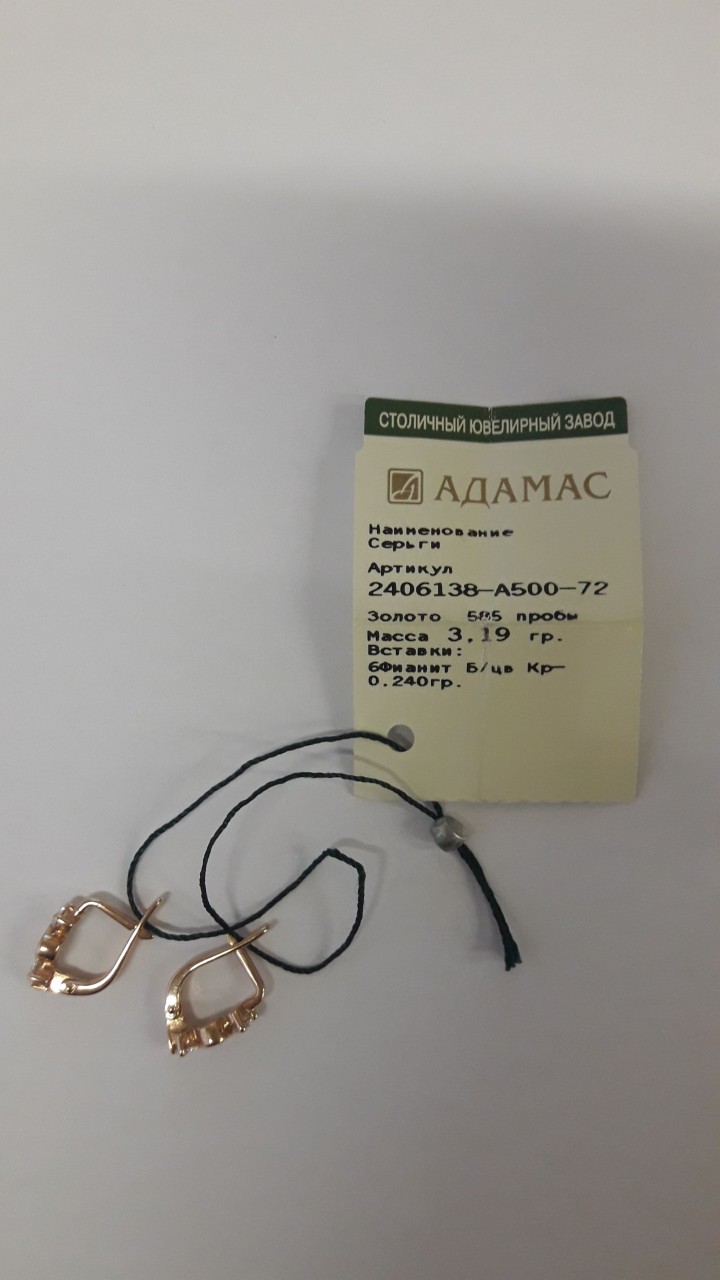 СТОЛИЧНЫЙ ЮВЕЛИРНЫЙ ЗАВОД
АДАМАС
Наименование
Серьги
Артикул
2406138-А500-72
Золото 585 пробы
Масса 3.19 гр.
Вставки:
6Фианит Б/цв Кр-
0.240гр.